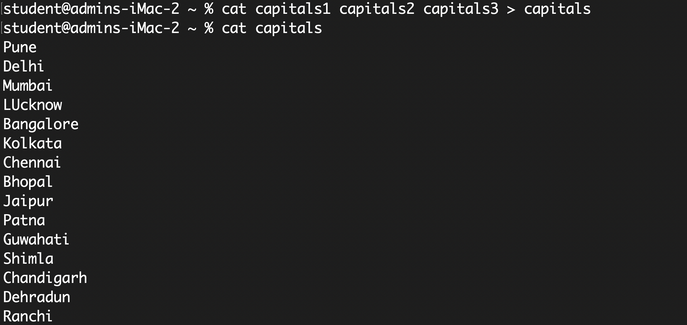 student@admins-iMac-2 ~ % cat capitals1 capitals2 capitals3 > capitals
student@admins-iMac-2 ~ % cat capitals
Pune
Delhi
Mumbai
LUcknow
Bangalore
Kolkata
Chennai
Bhopal
Jaipur
Patna
Guwahati
Shimla
Chandigarh
Dehradun
Ranchi